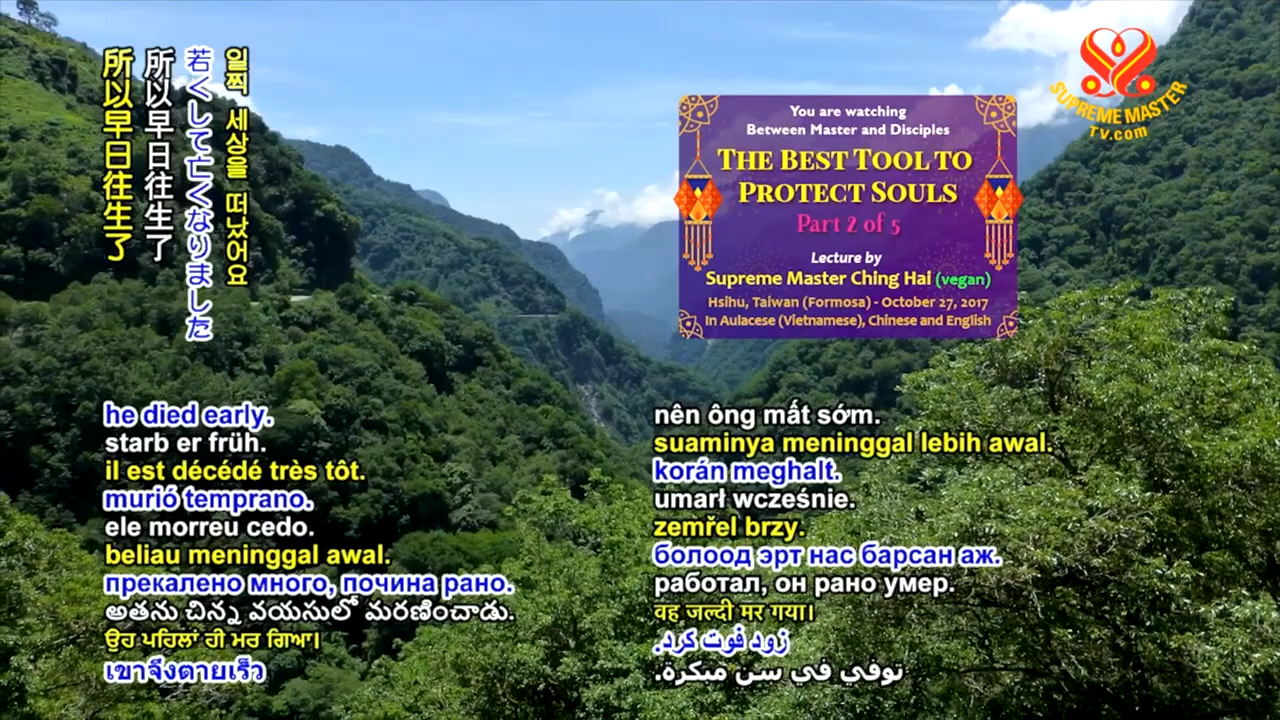 所以早日往生了
所以早日往生了
若くして亡くなりました
일찍 세상을 떠났어요
You are watching
Between Master and Disciples
THE BEST TOOL TO
PROTECT SOULS
Part 2 of 5
Lecture by
Supreme Master Ching Hai (vegan)
Hsihu, Taiwan (Formosa) - October 27, 2017
In Aulacese (Vietnamese), Chinese and English
SUPREME MASTER
TV.com
he died early.
starb er früh.
il est décédé très tôt.
murió temprano.
ele morreu cedo.
beliau meninggal awal.
прекалено много, почина рано.
అతను చిన్న వయసులో మరణించాడు.
ਉਹ ਪਹਿਲਾਂ ਹੀ ਮਰ ਗਿਆ।
เขาจึงตายเร็ว
nên ông mất sớm.
suaminya meninggal lebih awal.
korán meghalt.
umarł wcześnie.
zemřel brzy.
болоод эрт нас барсан аж.
работал, он рано умер.
वह जल्दी मर गया।
زود فوت کرد.
توفي في سن مبكرة.